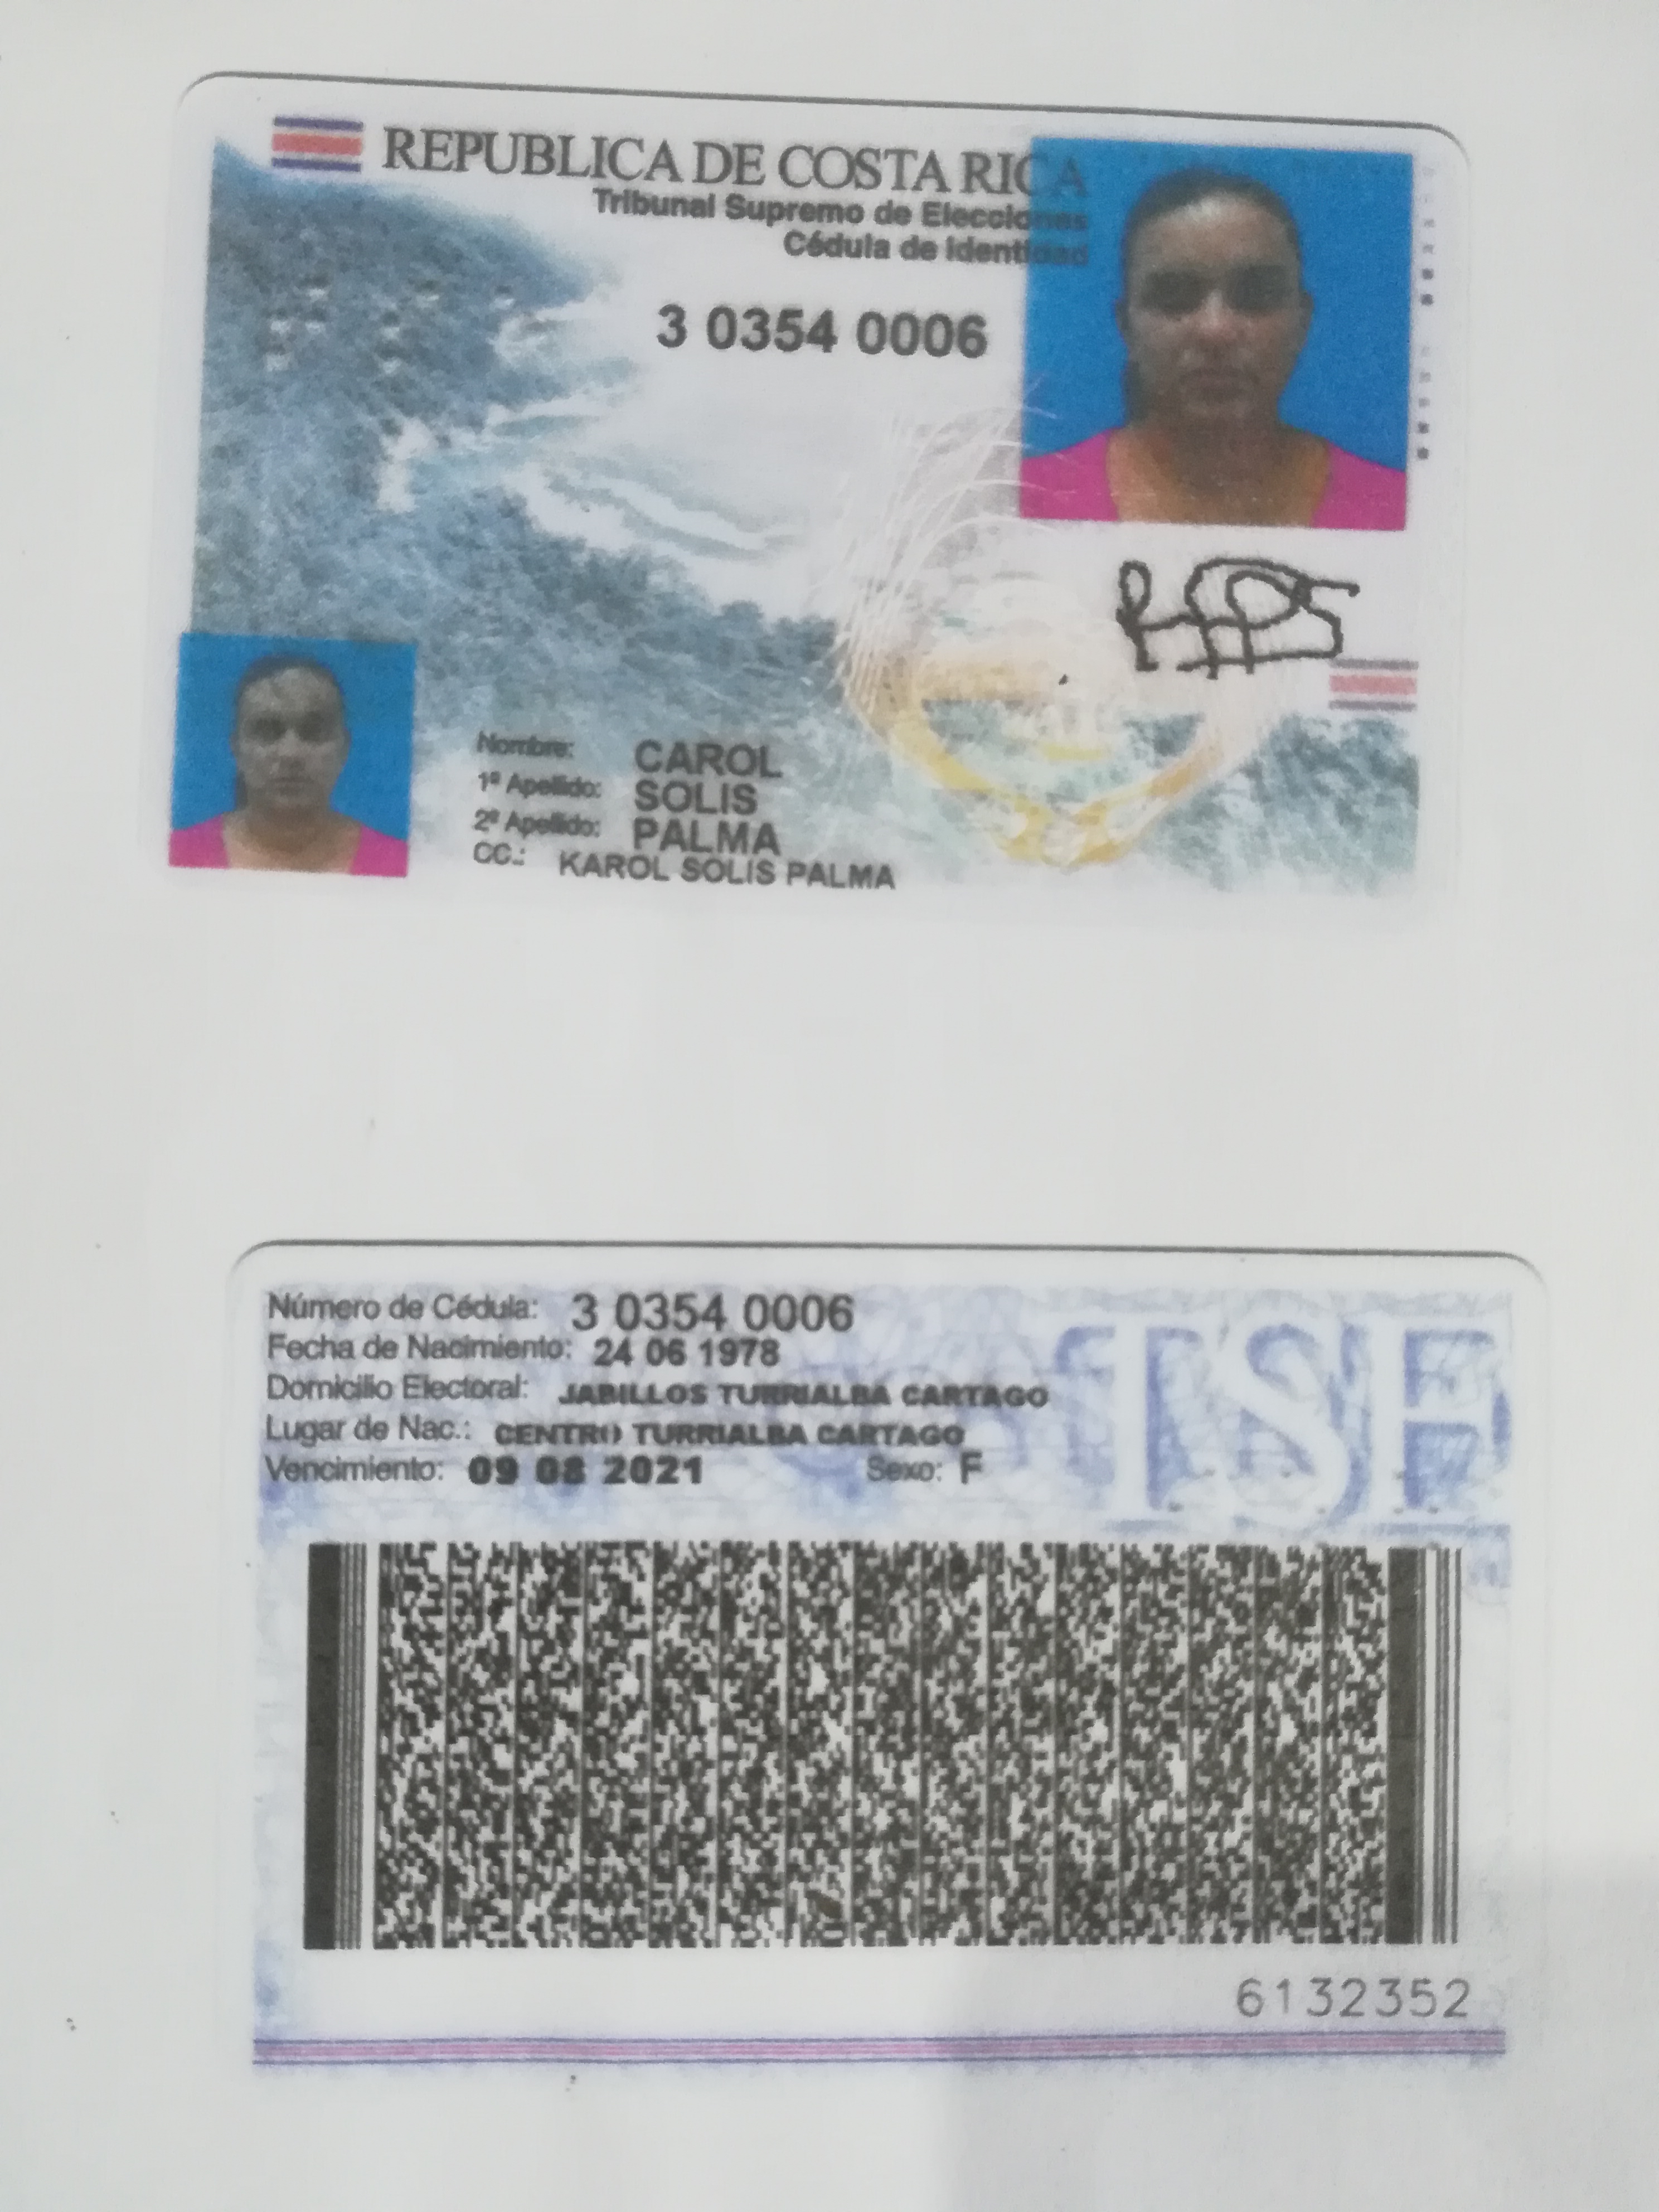 REPUBLICA DE COSTA RICA
Tribunal Supremo de Elecciones
Cédula de Identidad
3 0354 0006
Nombre: CAROL
1º Apellido: SOLIS
2º Apellido: PALMA
CC.: KAROL SOLIS PALMA
Número de Cédula: 3 0354 0006
Fecha de Nacimiento: 24 06 1978
Domicilio Electoral: JABILLOS TURRIALBA CARTAGO
Lugar de Nac.: CENTRO TURRIALBA CARTAGO
Vencimiento: 09 08 2021 Sexo: F
TSE
6132352